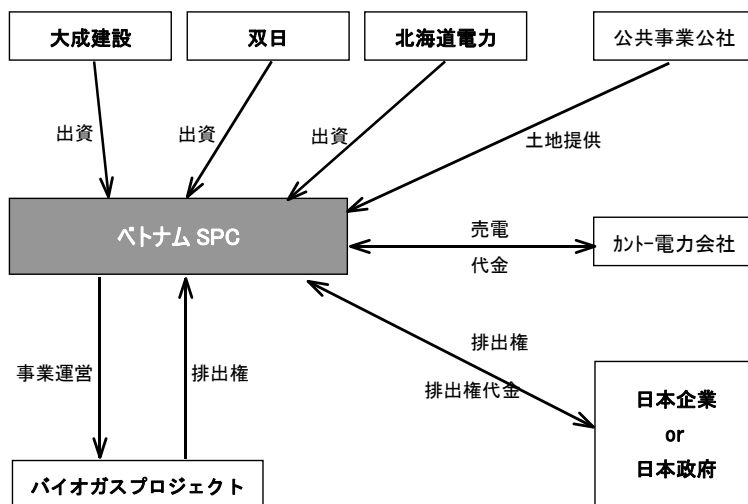 大成建設
双日
北海道電力
公共事業公社
出資
出資
出資
土地提供
ベトナム SPC
売電
代金
ｶﾝﾄｰ電力会社
事業運営
排出権
排出権
排出権代金
日本企業
or
日本政府
バイオガスプロジェクト